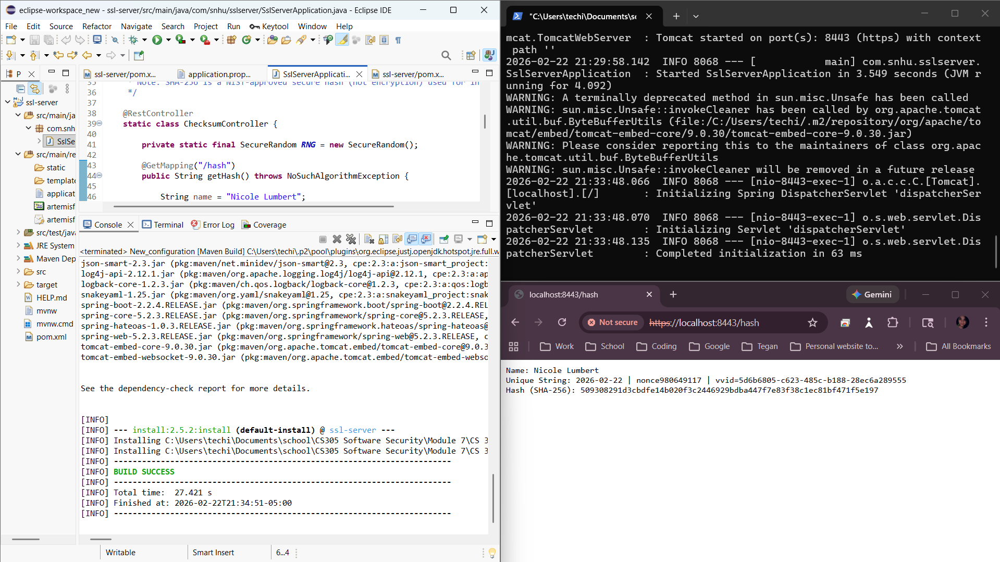 eclipse-workspace_new - ssl-server/src/main/java/com/snhu/sslserver/SslServerApplication.java - Eclipse IDE
File Edit Source Refactor Navigate Search Project Run Keytool Window Help
P
ssl-server
src/main/ja
com.snh
SslSe
src/main/re
static
template
applicat
artemisf
artemisf
src/test/java
JRE System
Maven Dep
src
target
HELP.md
mvnw
mvnw.cmd
pom.xml
ssl-server/pom.x... application.prop... SslServerApplicati... ssl-server/pom.x...
35 * Note: SHA-256 is a NIST-approved secure hash (not encryption) used for in
36 */
37
38 @RestController
39 static class ChecksumController {
40
41 private static final SecureRandom RNG = new SecureRandom();
42
43 @GetMapping("/hash")
44 public String getHash() throws NoSuchAlgorithmException {
45
46 String name = "Nicole Lumbert";
Console Terminal Error Log Coverage
<terminated> New_configuration [Maven Build] C:\Users\techi\.p2\pool\plugins\org.eclipse.justj.openjdk.hotspot.jre.full.w
json-smart-2.3.jar (pkg:maven/net.minidev/json-smart@2.3, cpe:2.3:a:json-smart_project:
log4j-api-2.12.1.jar (pkg:maven/org.apache.logging.log4j/log4j-api@2.12.1, cpe:2.3:a:ap
logback-core-1.2.3.jar (pkg:maven/ch.qos.logback/logback-core@1.2.3, cpe:2.3:a:qos:logb
snakeyaml-1.25.jar (pkg:maven/org.yaml/snakeyaml@1.25, cpe:2.3:a:snakeyaml_project:snak
spring-boot-2.2.4.RELEASE.jar (pkg:maven/org.springframework.boot/spring-boot@2.2.4.REL
spring-core-5.2.3.RELEASE.jar (pkg:maven/org.springframework/spring-core@5.2.3.RELEASE,
spring-hateoas-1.0.3.RELEASE.jar (pkg:maven/org.springframework.hateoas/spring-hateoas@
spring-web-5.2.3.RELEASE.jar (pkg:maven/org.springframework/spring-web@5.2.3.RELEASE, c
tomcat-embed-core-9.0.30.jar (pkg:maven/org.apache.tomcat.embed/tomcat-embed-core@9.0.3
tomcat-embed-websocket-9.0.30.jar (pkg:maven/org.apache.tomcat.embed/tomcat-embed-webso
See the dependency-check report for more details.
[INFO]
[INFO] --- install:2.5.2:install (default-install) @ ssl-server ---
[INFO] Installing C:\Users\techi\Documents\school\CS305 Software Security\Module 7\CS 3
[INFO] Installing C:\Users\techi\Documents\school\CS305 Software Security\Module 7\CS 3
[INFO] ------------------------------------------------------------------------
[INFO] BUILD SUCCESS
[INFO] ------------------------------------------------------------------------
[INFO] Total time:  27.421 s
[INFO] Finished at: 2026-02-22T21:34:51-05:00
[INFO] ------------------------------------------------------------------------
Writable Smart Insert 6...4
"C:\Users\techi\Documents\sc
mcat.TomcatWebServer  : Tomcat started on port(s): 8443 (https) with context
 path ''
2026-02-22 21:29:58.142  INFO 8068 --- [           main] com.snhu.sslserver.
SslServerApplication  : Started SslServerApplication in 3.549 seconds (JVM r
unning for 4.092)
WARNING: A terminally deprecated method in sun.misc.Unsafe has been called
WARNING: sun.misc.Unsafe::invokeCleaner has been called by org.apache.tomcat
.util.buf.ByteBufferUtils (file:/C:/Users/techi/.m2/repository/org/apache/to
mcat/embed/tomcat-embed-core/9.0.30/tomcat-embed-core-9.0.30.jar)
WARNING: Please consider reporting this to the maintainers of class org.apac
he.tomcat.util.buf.ByteBufferUtils
WARNING: sun.misc.Unsafe::invokeCleaner will be removed in a future release
2026-02-22 21:33:48.066  INFO 8068 --- [nio-8443-exec-1] o.a.c.c.C.[Tomcat].
[localhost].[/]       : Initializing Spring DispatcherServlet 'dispatcherSer
vlet'
2026-02-22 21:33:48.070  INFO 8068 --- [nio-8443-exec-1] o.s.web.servlet.Dis
patcherServlet        : Initializing Servlet 'dispatcherServlet'
2026-02-22 21:33:48.135  INFO 8068 --- [nio-8443-exec-1] o.s.web.servlet.Dis
patcherServlet        : Completed initialization in 63 ms
localhost:8443/hash Gemini
Not secure https://localhost:8443/hash
Work School Coding Google Tegan Personal website to... » All Bookmarks
Name: Nicole Lumbert
Unique String: 2026-02-22 | nonce980649117 | vvid=5d6b6805-c623-485c-b188-28ec6a289555
Hash (SHA-256): 509308291d3cbdfe14b020f3c2446929bdba447f7e83f38c1ec81bf471f5e197